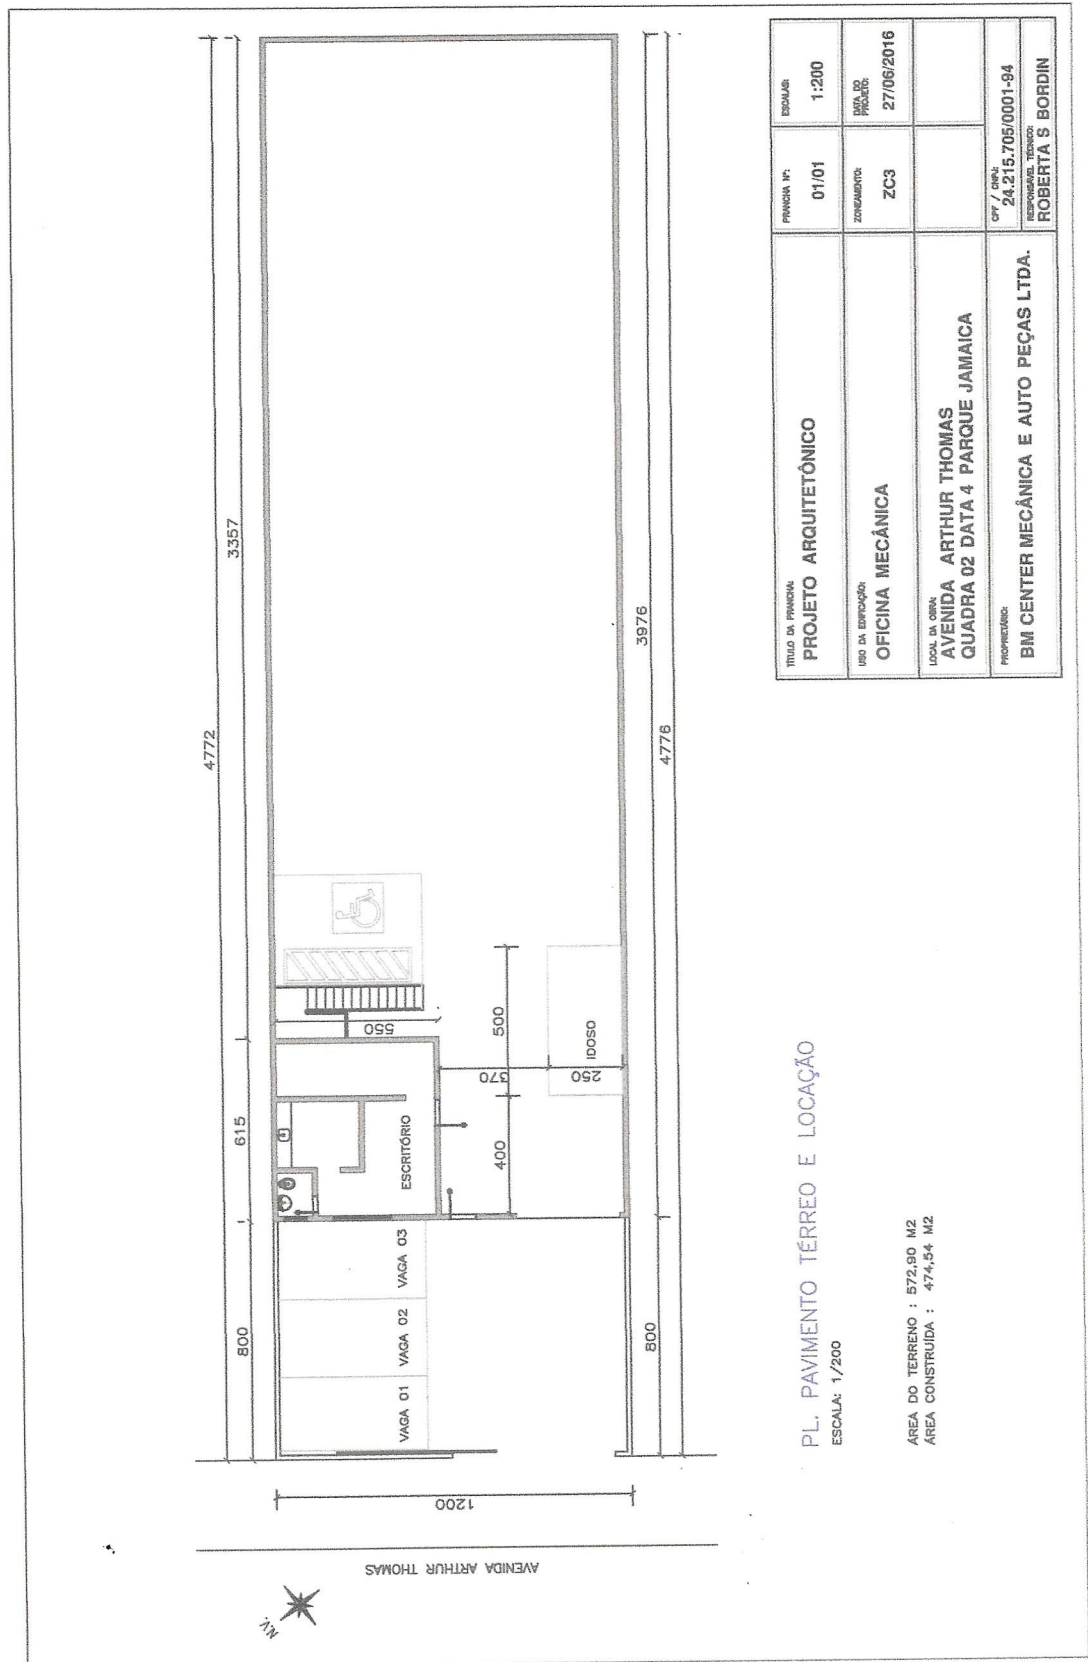 4772
3357
615
800
550
370
250
500
400
IDOSO
ESCRITÓRIO
VAGA 03
VAGA 02
VAGA 01
3976
800
4776
1200
AVENIDA ARTHUR THOMAS
N.V.
PL. PAVIMENTO TÉRREO E LOCAÇÃO
ESCALA: 1/200
ÁREA DO TERRENO : 572,90 M2
ÁREA CONSTRUÍDA : 474,54 M2
TÍTULO DA PRANCHA:
PROJETO ARQUITETÔNICO
PRANCHA Nº:
01/01
ESCALAS:
1:200
USO DA EDIFICAÇÃO:
OFICINA MECÂNICA
ZONEAMENTO:
ZC3
DATA DO PROJETO:
27/06/2016
LOCAL DA OBRA:
AVENIDA ARTHUR THOMAS
QUADRA 02 DATA 4 PARQUE JAMAICA
PROPRIETÁRIO:
BM CENTER MECÂNICA E AUTO PEÇAS LTDA.
CPF / CNPJ:
24.215.705/0001-94
RESPONSÁVEL TÉCNICO:
ROBERTA S BORDIN